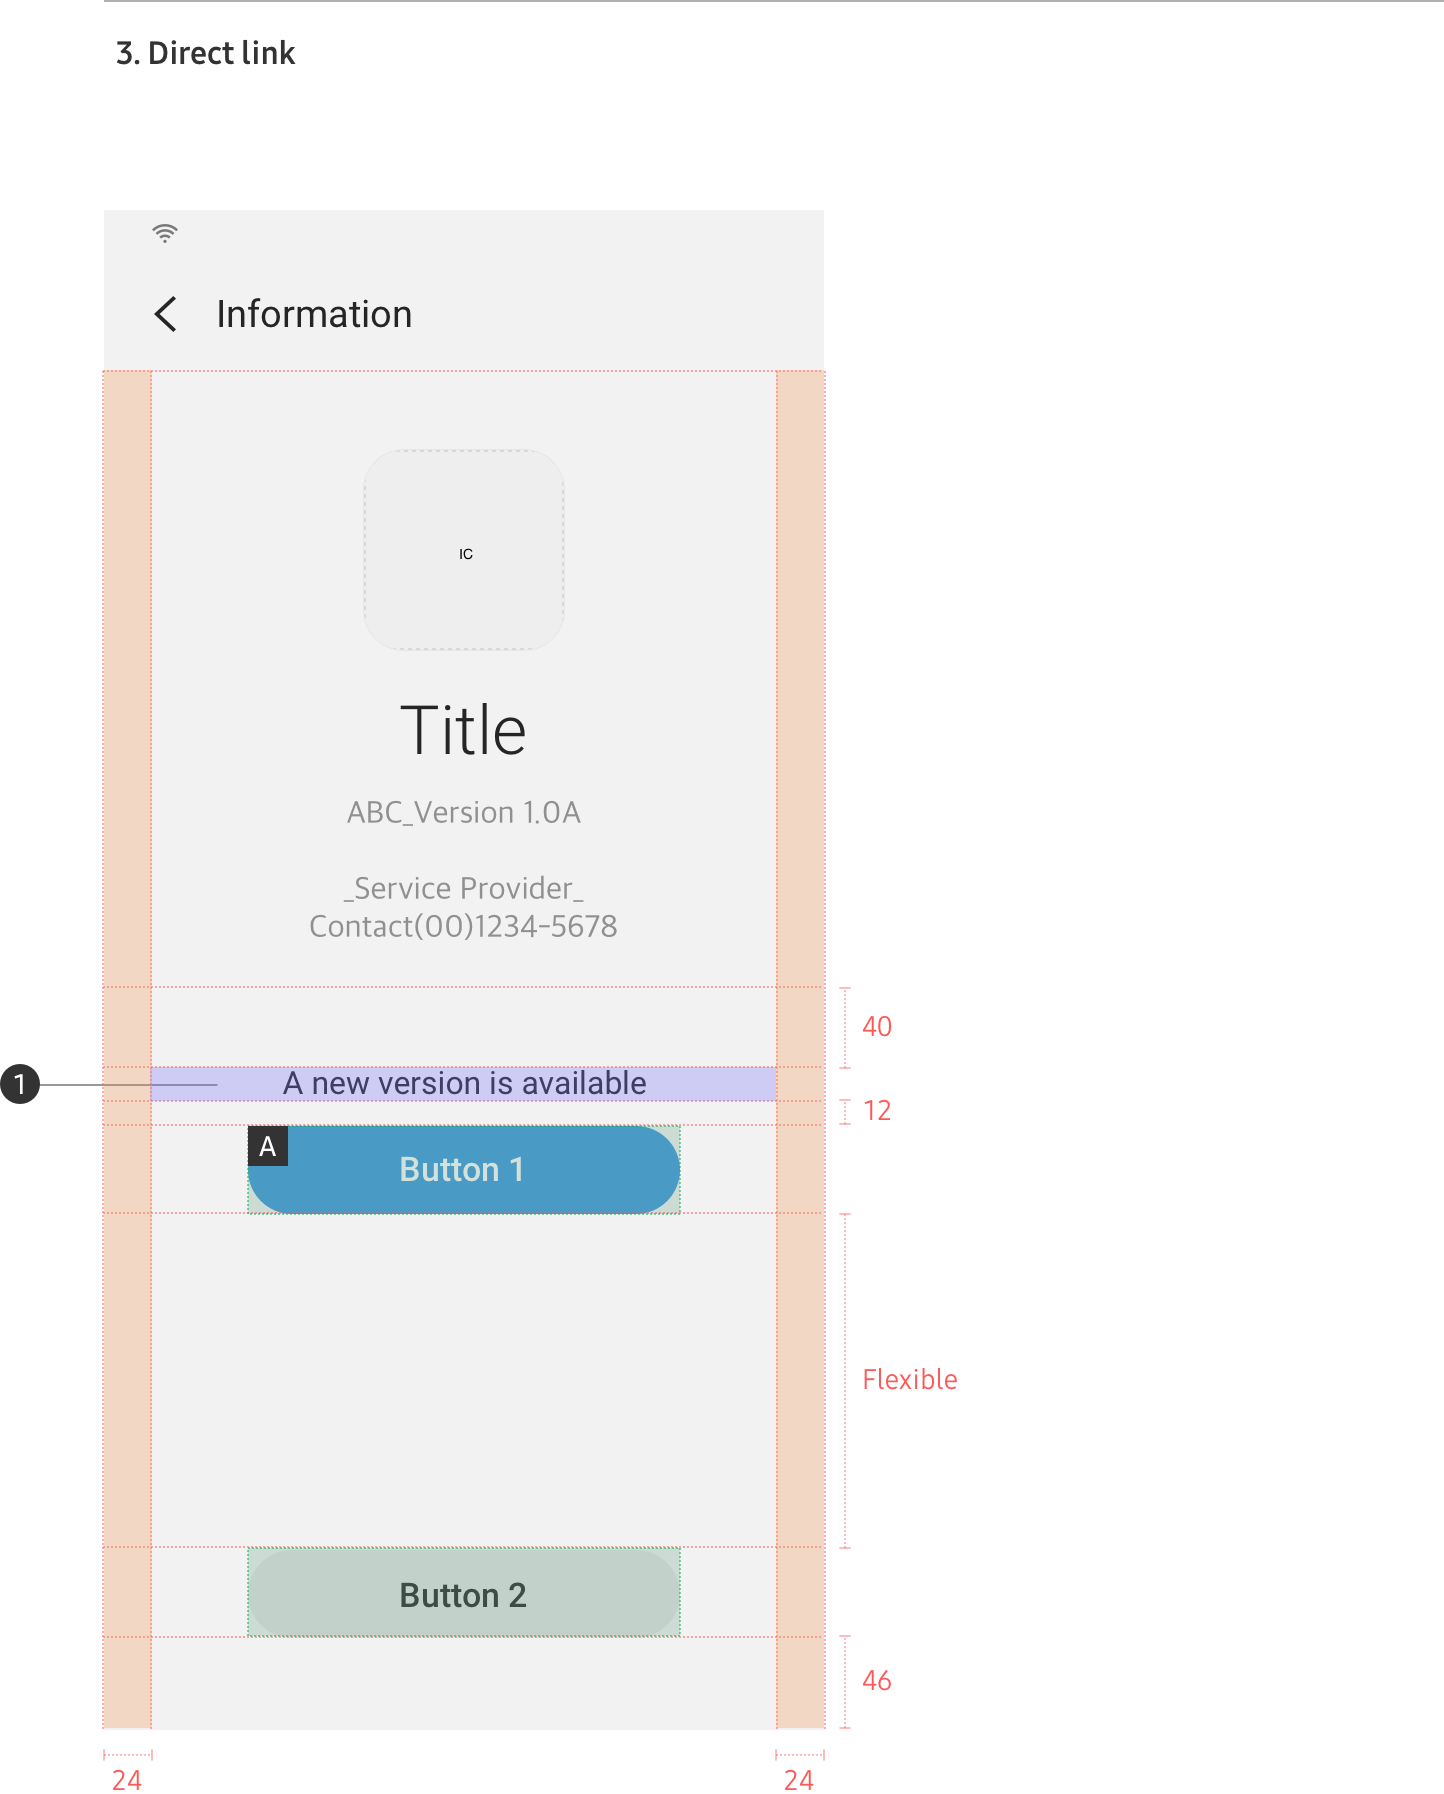 3. Direct link
Information
IC
Title
ABC_Version 1.0A
_Service Provider_
Contact(00)1234-5678
40
1
A new version is available
12
A
Button 1
Flexible
Button 2
46
24
24